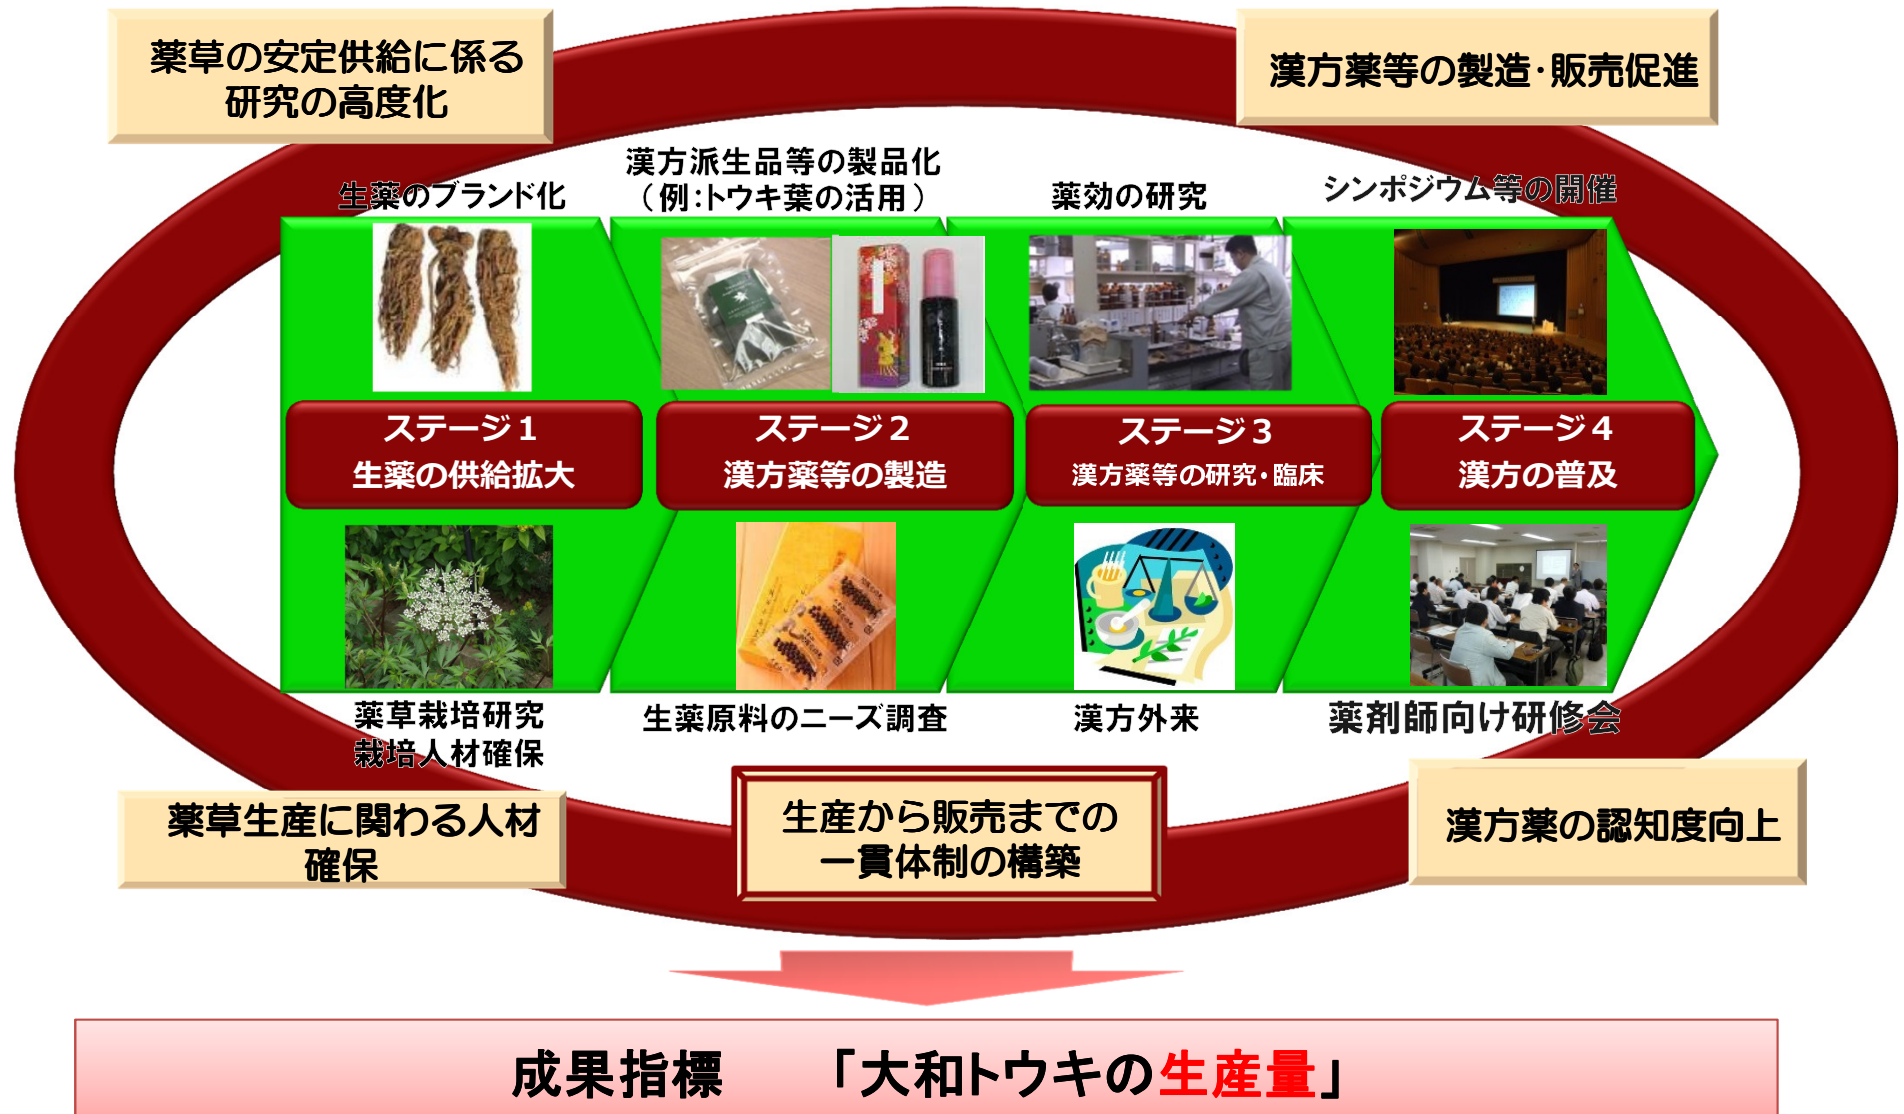 薬草の安定供給に係る
研究の高度化
漢方薬等の製造・販売促進
生薬のブランド化
漢方派生品等の製品化
（例：トウキ葉の活用）
薬効の研究
シンポジウム等の開催
ステージ１
生薬の供給拡大
ステージ２
漢方薬等の製造
ステージ３
漢方薬等の研究・臨床
ステージ４
漢方の普及
薬草栽培研究
栽培人材確保
生薬原料のニーズ調査
漢方外来
薬剤師向け研修会
薬草生産に関わる人材
確保
生産から販売までの
一貫体制の構築
漢方薬の認知度向上
成果指標　「大和トウキの生産量」